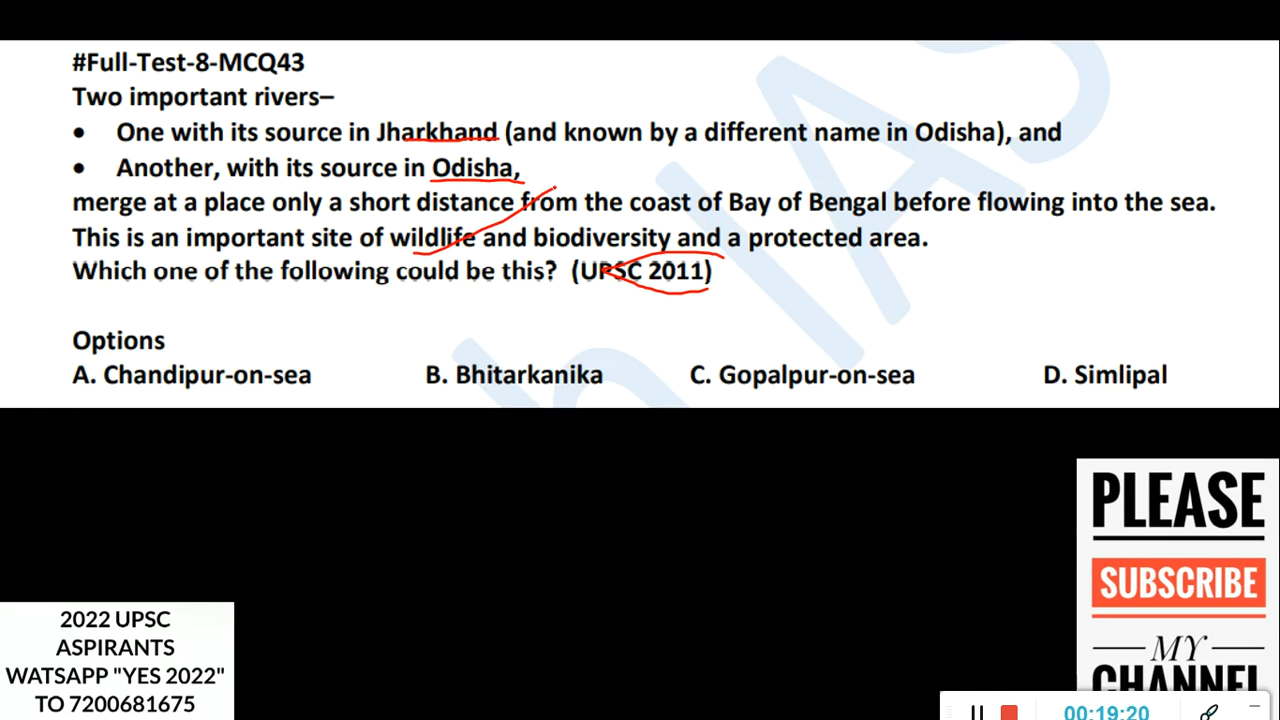 #Full-Test-8-MCQ43
Two important rivers–
• One with its source in Jharkhand (and known by a different name in Odisha), and
• Another, with its source in Odisha,
merge at a place only a short distance from the coast of Bay of Bengal before flowing into the sea.
This is an important site of wildlife and biodiversity and a protected area.
Which one of the following could be this? (UPSC 2011)
Options
A. Chandipur-on-sea B. Bhitarkanika C. Gopalpur-on-sea D. Simlipal
PLEASE
SUBSCRIBE
MY
CHANNEL
2022 UPSC
ASPIRANTS
WATSAPP "YES 2022"
TO 7200681675
00:19:20